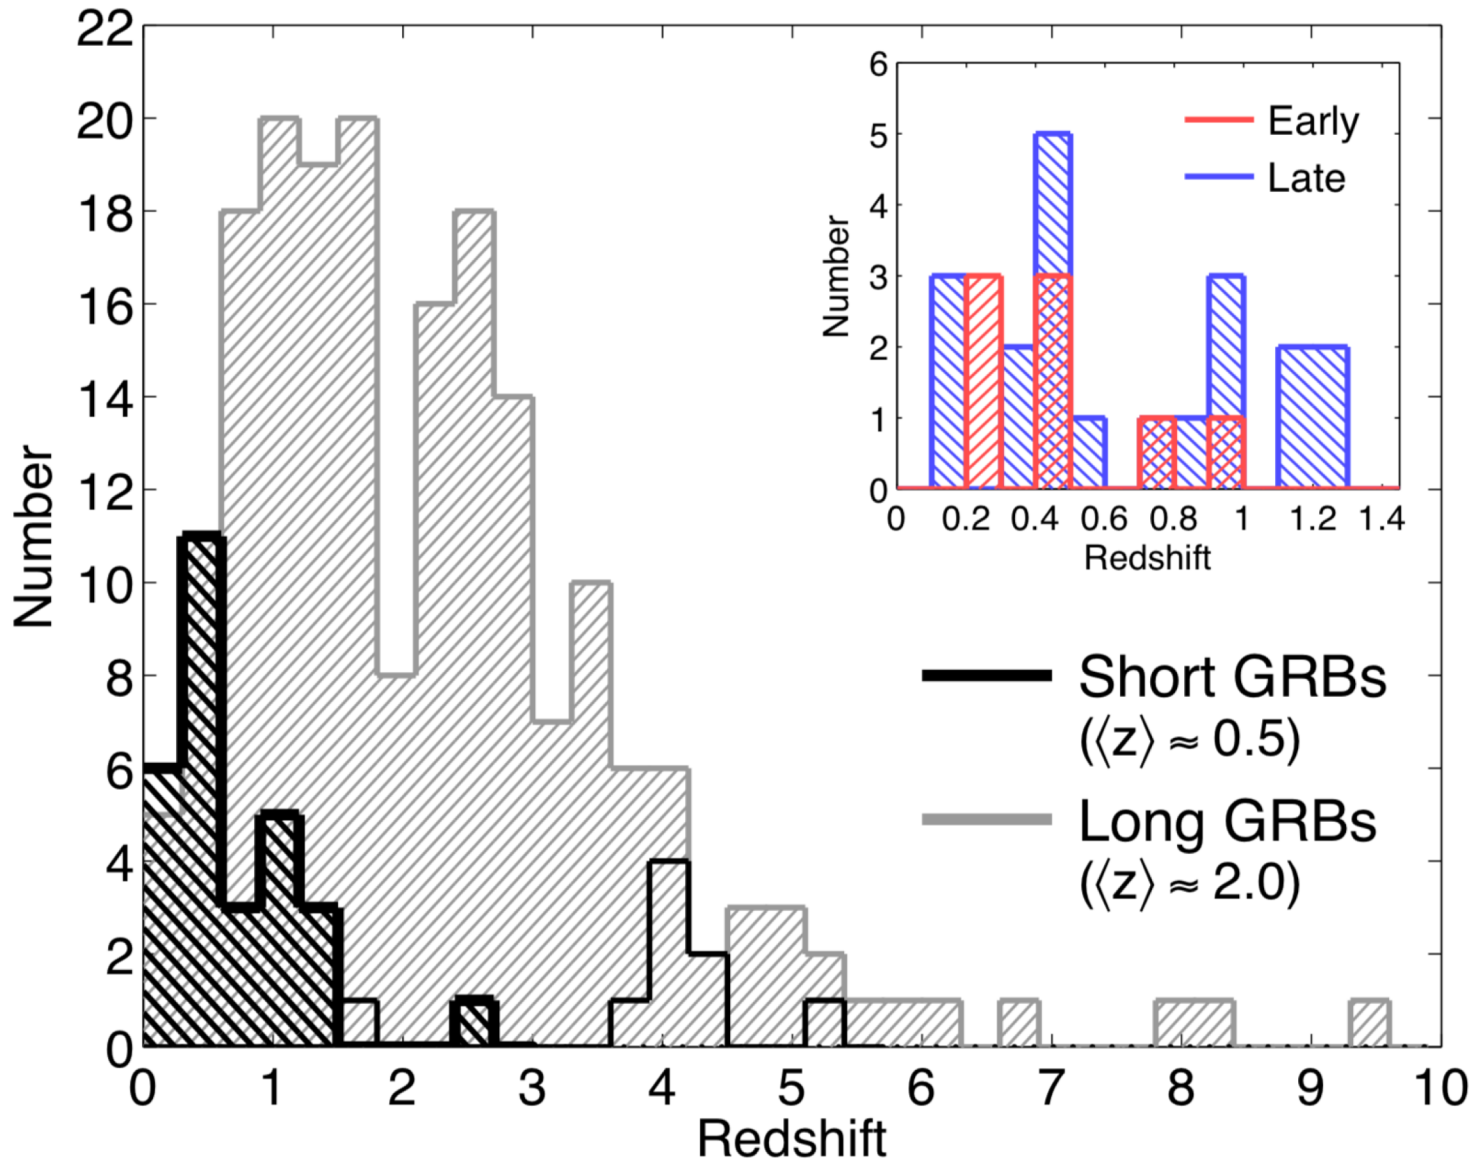 22
20
18
16
14
12
10
8
6
4
2
0
Number
0 1 2 3 4 5 6 7 8 9 10
Redshift
6
5
4
3
2
1
0
Number
0 0.2 0.4 0.6 0.8 1 1.2 1.4
Redshift
Early
Late
Short GRBs
(⟨z⟩ ≈ 0.5)
Long GRBs
(⟨z⟩ ≈ 2.0)